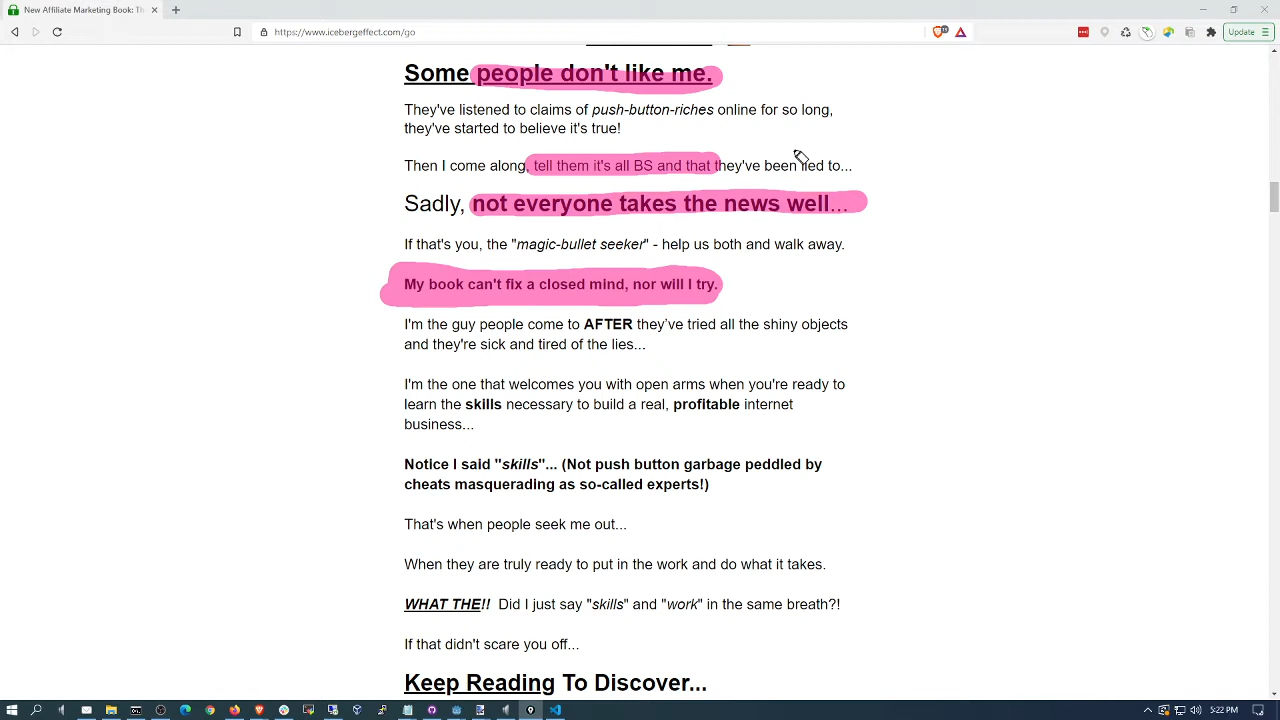 New Affiliate Marketing Book: Th
https://www.icebergeffect.com/go
Update
Some people don't like me.
They've listened to claims of push-button-riches online for so long,
they've started to believe it's true!
Then I come along, tell them it's all BS and that they've been lied to...
Sadly, not everyone takes the news well...
If that's you, the "magic-bullet seeker" - help us both and walk away.
My book can't fix a closed mind, nor will I try.
I'm the guy people come to AFTER they've tried all the shiny objects
and they're sick and tired of the lies...
I'm the one that welcomes you with open arms when you're ready to
learn the skills necessary to build a real, profitable internet
business...
Notice I said "skills"... (Not push button garbage peddled by
cheats masquerading as so-called experts!)
That's when people seek me out...
When they are truly ready to put in the work and do what it takes.
WHAT THE!! Did I just say "skills" and "work" in the same breath?!
If that didn't scare you off...
Keep Reading To Discover...
5:22 PM